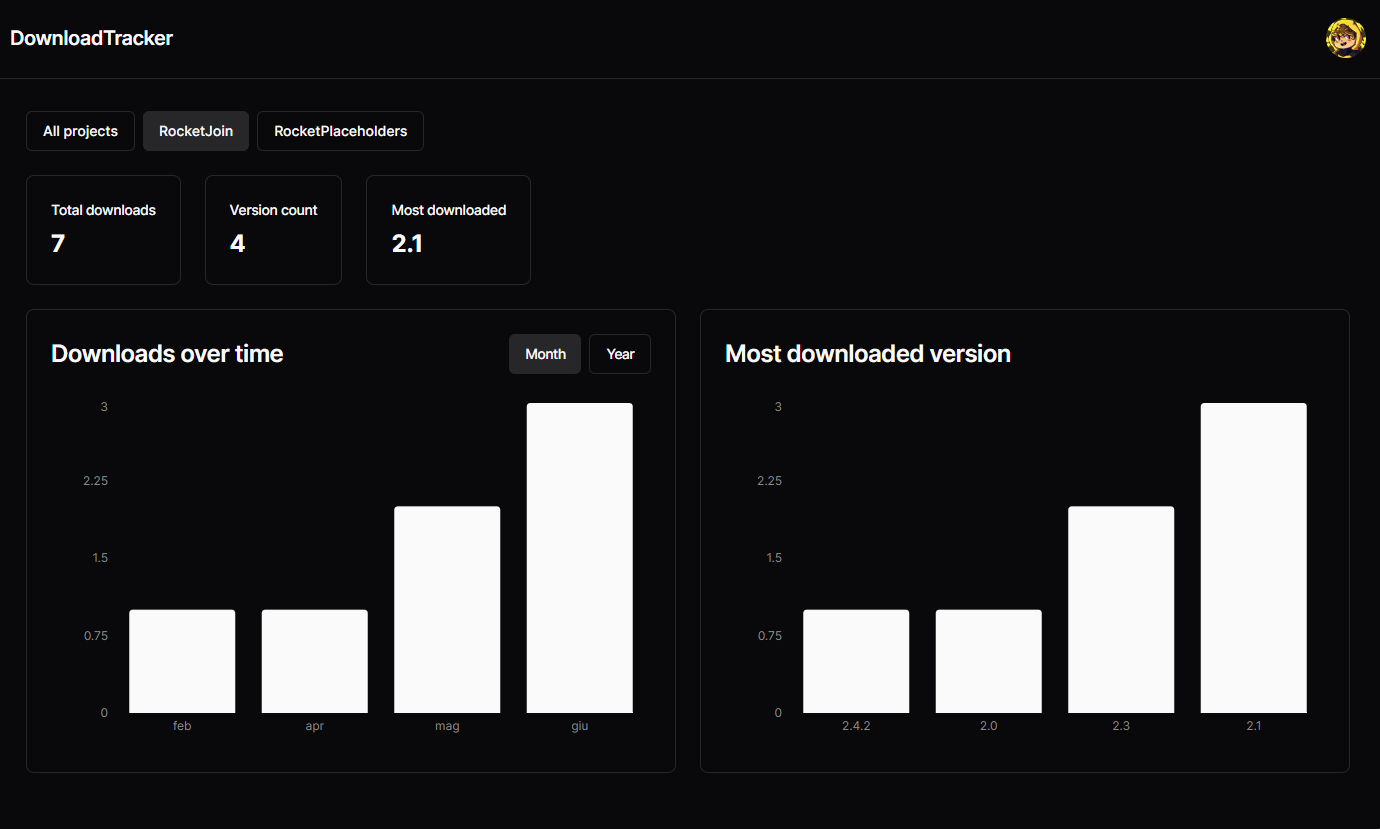 DownloadTracker
All projects RocketJoin RocketPlaceholders
Total downloads Version count Most downloaded
7 4 2.1
Downloads over time Month Year
3
2.25
1.5
0.75
0
feb apr mag giu
Most downloaded version
3
2.25
1.5
0.75
0
2.4.2 2.0 2.3 2.1